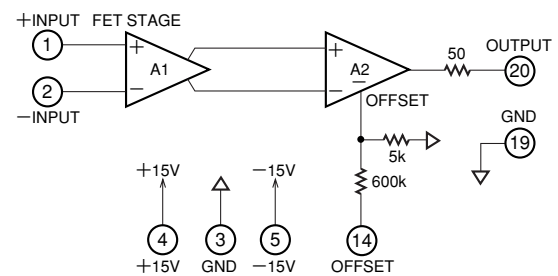 +INPUT FET STAGE
1
+
A1
−
2
−INPUT
+
A2
−
OFFSET
50
OUTPUT
20
GND
19
5k
600k
+15V
−15V
4
3
5
14
+15V
GND
−15V
OFFSET